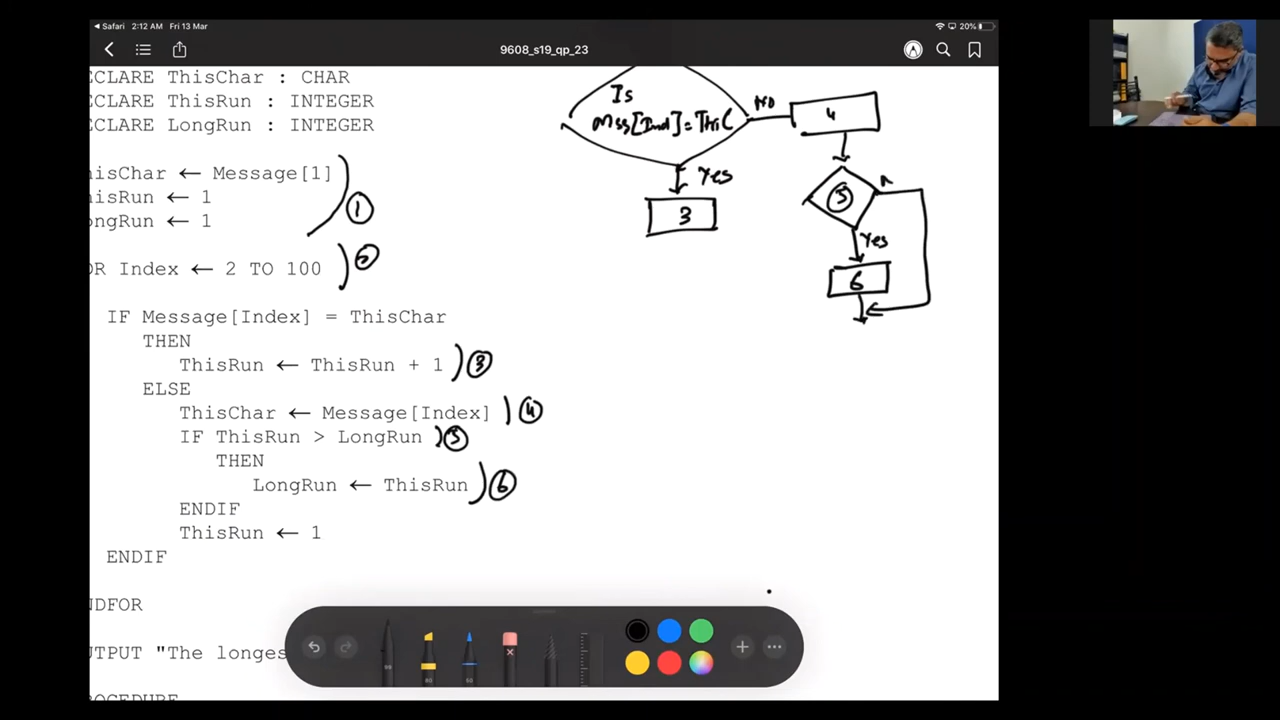 Safari 2:12 AM Fri 13 Mar
20%
9608_s19_qp_23
ECLARE ThisChar : CHAR
ECLARE ThisRun : INTEGER
ECLARE LongRun : INTEGER
hisChar ← Message[1]
hisRun ← 1
ongRun ← 1
1
OR Index ← 2 TO 100
2
IF Message[Index] = ThisChar
THEN
ThisRun ← ThisRun + 1
3
ELSE
ThisChar ← Message[Index]
4
IF ThisRun > LongRun
5
THEN
LongRun ← ThisRun
6
ENDIF
ThisRun ← 1
ENDIF
NDFOR
UTPUT "The longes
ROCEDURE
Is
No
4
Yes
3
5
N
Yes
6